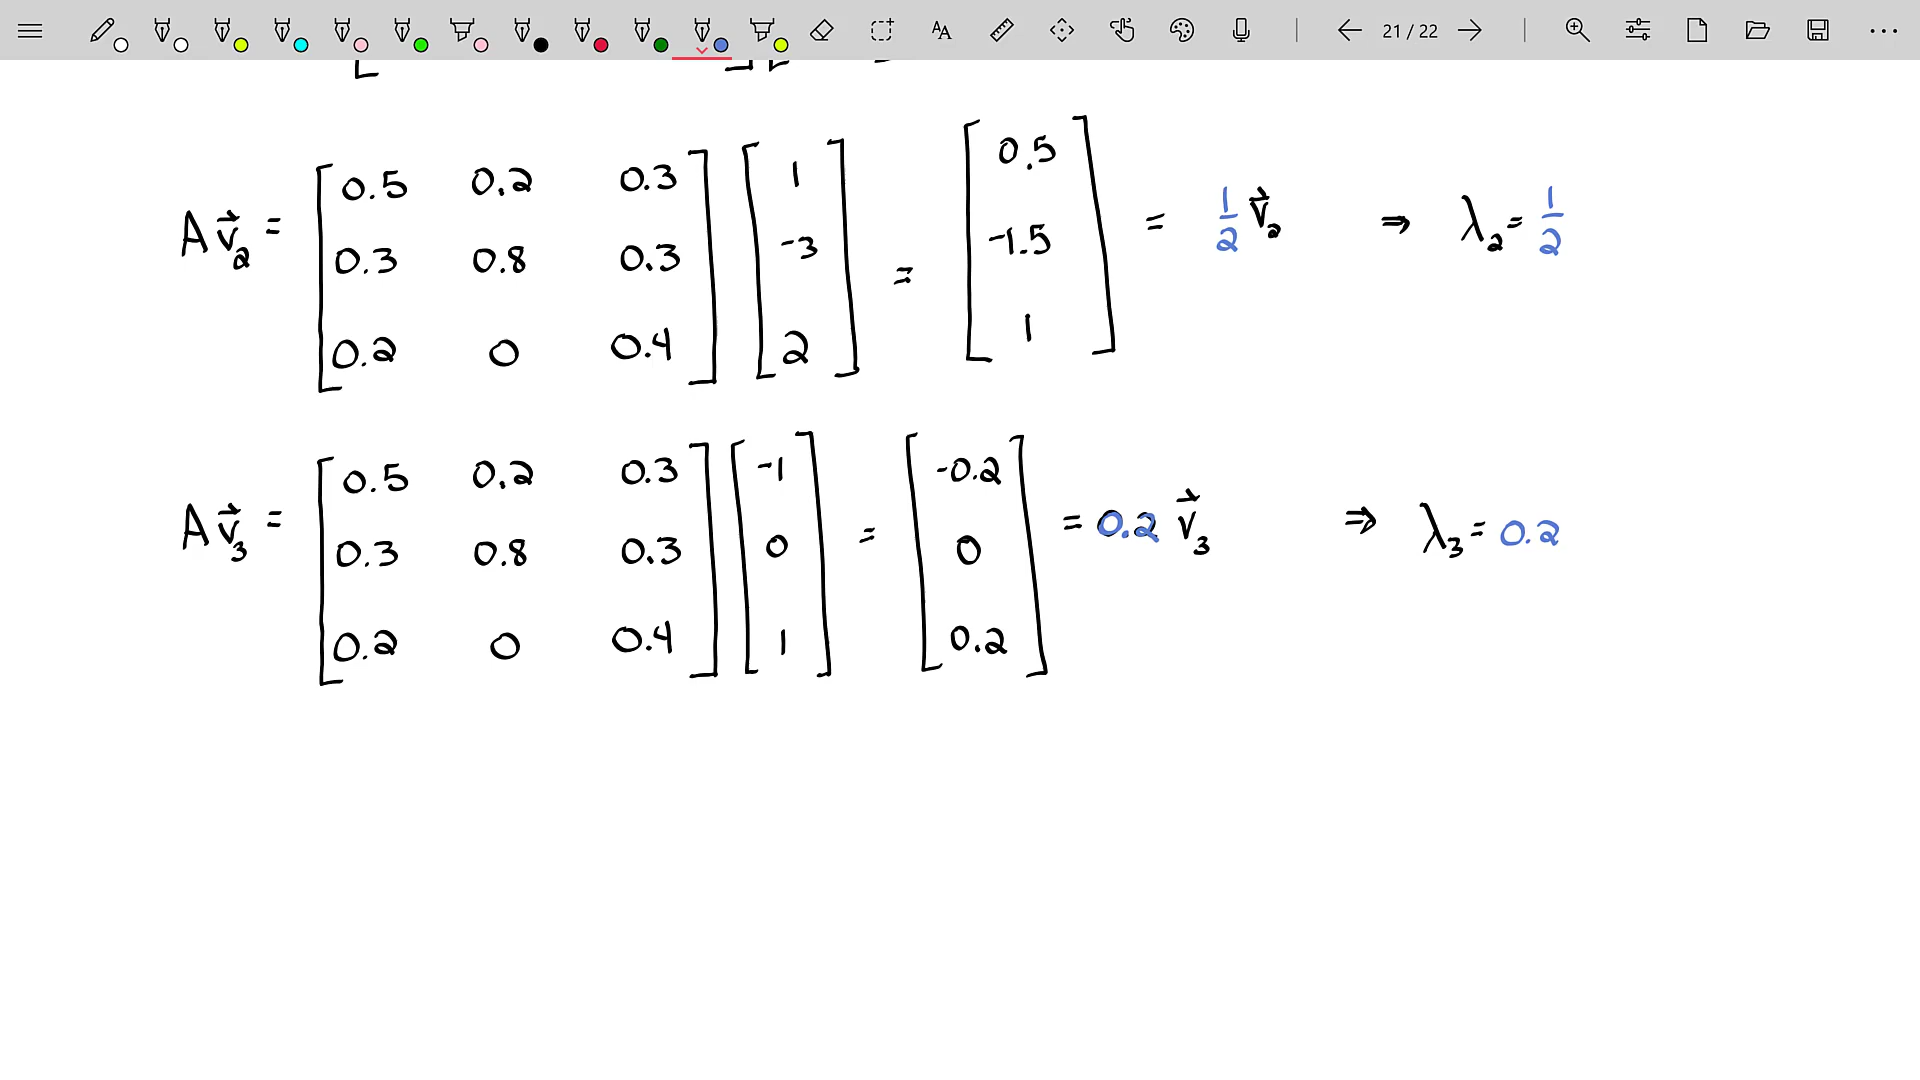 21 / 22
A v⃗₂ = [ 0.5 0.2 0.3 ] [ 1 ] = [ 0.5 ] = 1/2 v⃗₂ ⇒ λ₂ = 1/2
[ 0.3 0.8 0.3 ] [ -3 ] [ -1.5 ]
[ 0.2 0 0.4 ] [ 2 ] [ 1 ]
A v⃗₃ = [ 0.5 0.2 0.3 ] [ -1 ] = [ -0.2 ] = 0.2 v⃗₃ ⇒ λ₃ = 0.2
[ 0.3 0.8 0.3 ] [ 0 ] [ 0 ]
[ 0.2 0 0.4 ] [ 1 ] [ 0.2 ]